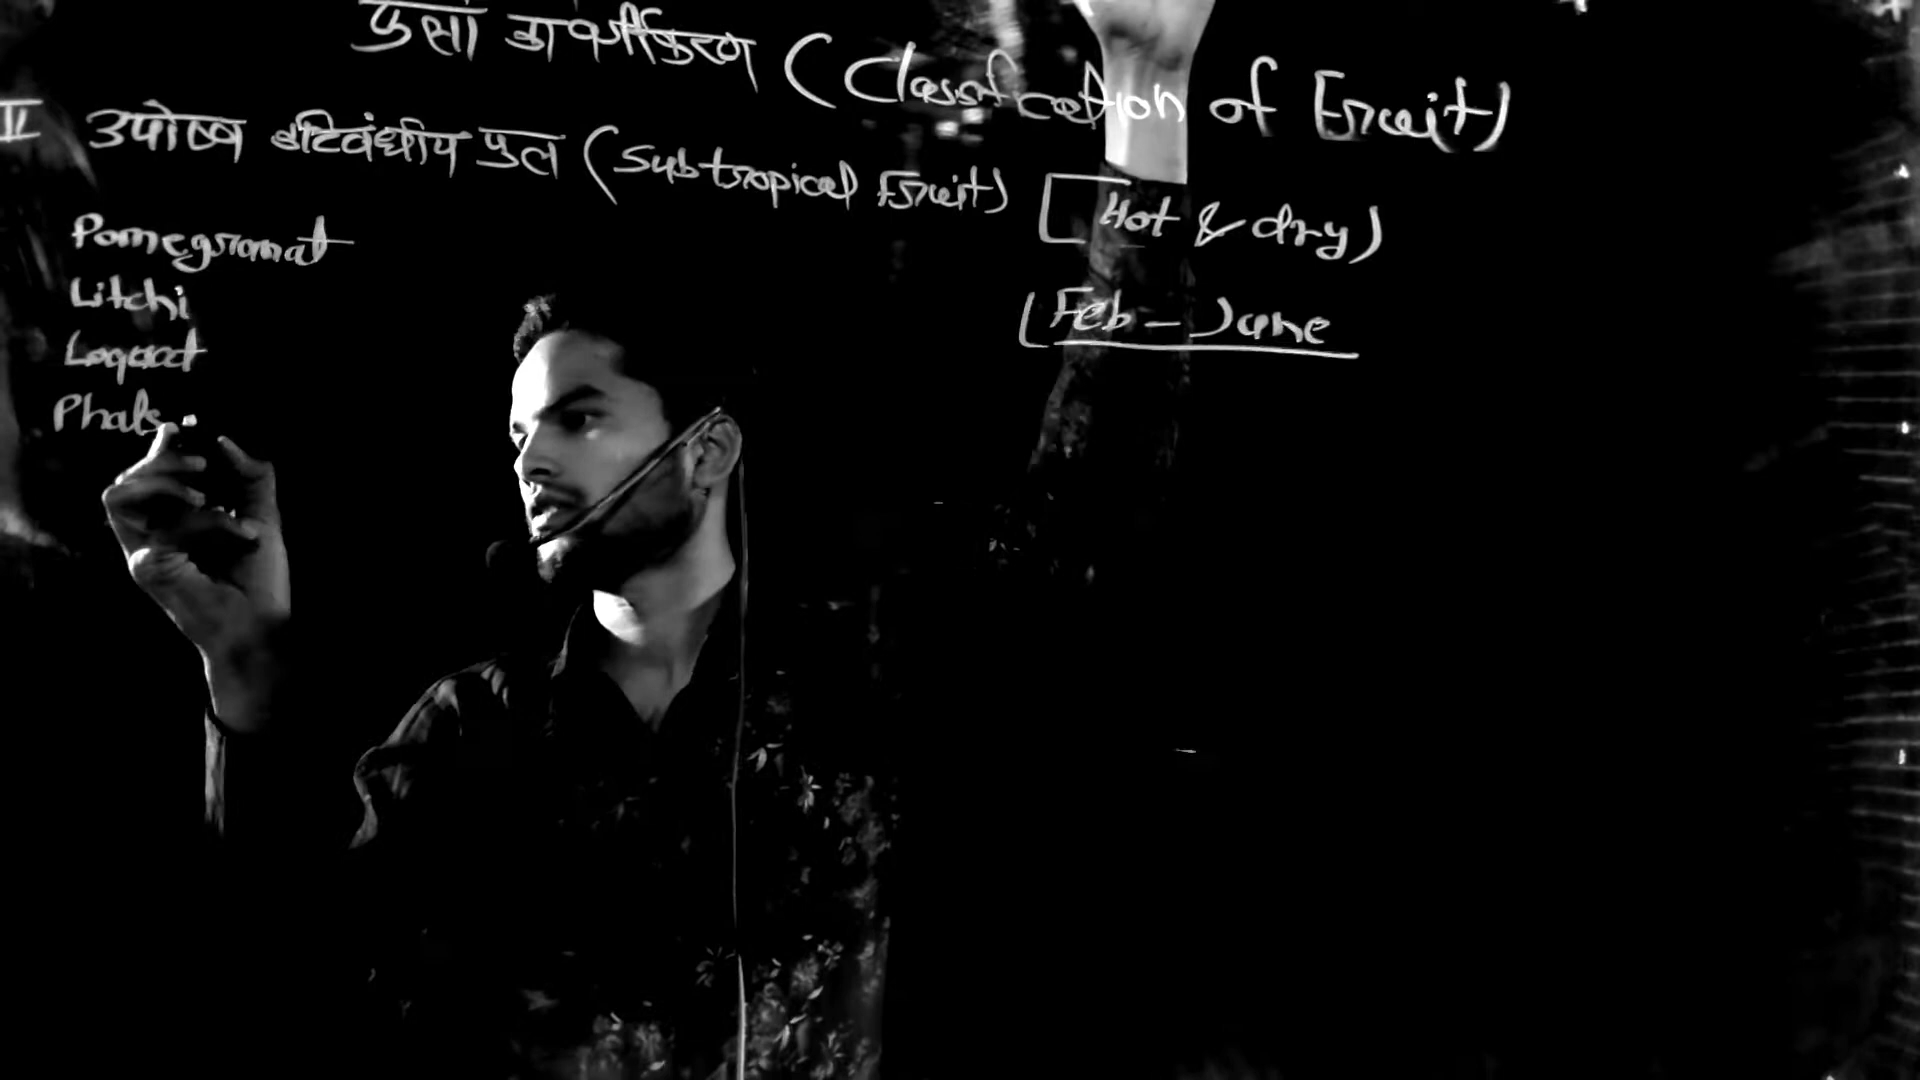 फलों का वर्गीकरण (Classification of Fruit)
II उपोष्ण कटिबंधीय फल (Subtropical Fruit) [Hot & dry)
Pomegranat (Feb - June
Litchi
Loquat
Phals